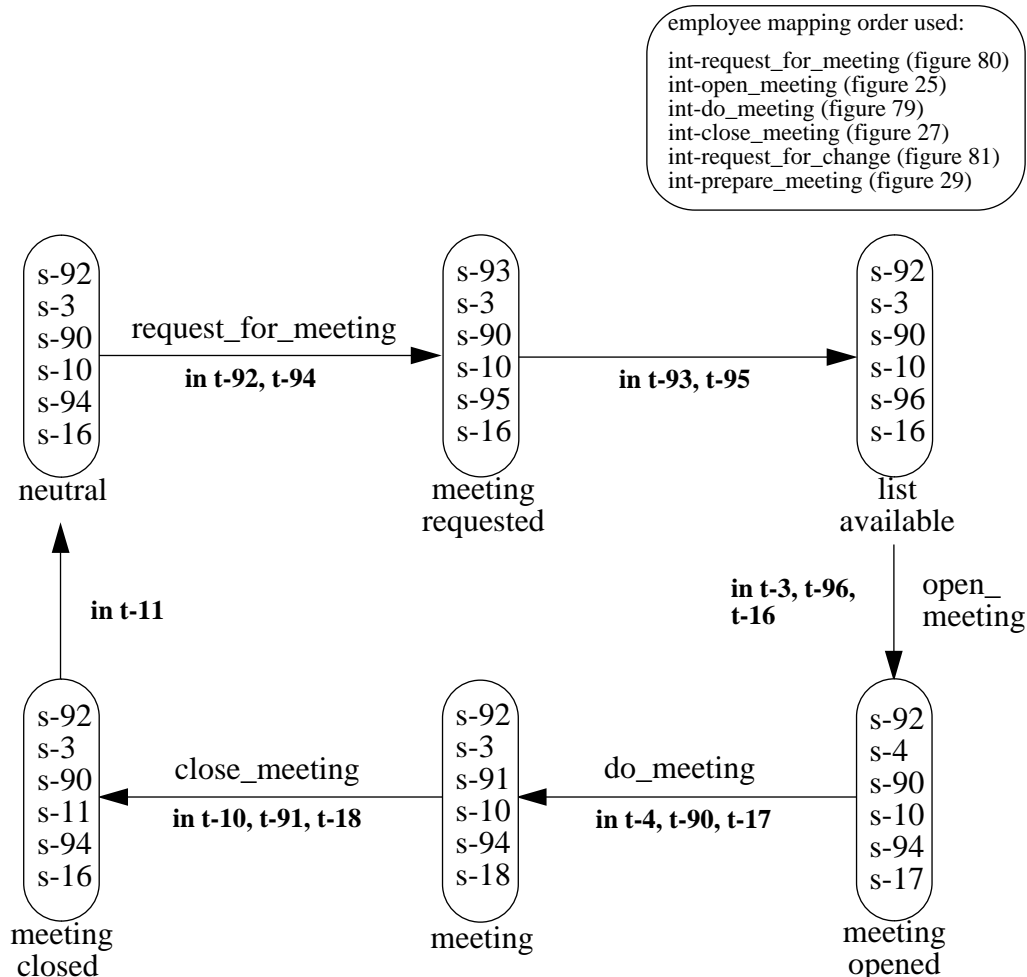 employee mapping order used:
int-request_for_meeting (figure 80)
int-open_meeting (figure 25)
int-do_meeting (figure 79)
int-close_meeting (figure 27)
int-request_for_change (figure 81)
int-prepare_meeting (figure 29)
s-92
s-3
s-90
s-10
s-94
s-16
neutral
request_for_meeting
in t-92, t-94
s-93
s-3
s-90
s-10
s-95
s-16
meeting
requested
in t-93, t-95
s-92
s-3
s-90
s-10
s-96
s-16
list
available
in t-3, t-96,
t-16
open_
meeting
s-92
s-4
s-90
s-10
s-94
s-17
meeting
opened
do_meeting
in t-4, t-90, t-17
s-92
s-3
s-91
s-10
s-94
s-18
meeting
close_meeting
in t-10, t-91, t-18
s-92
s-3
s-90
s-11
s-94
s-16
meeting
closed
in t-11